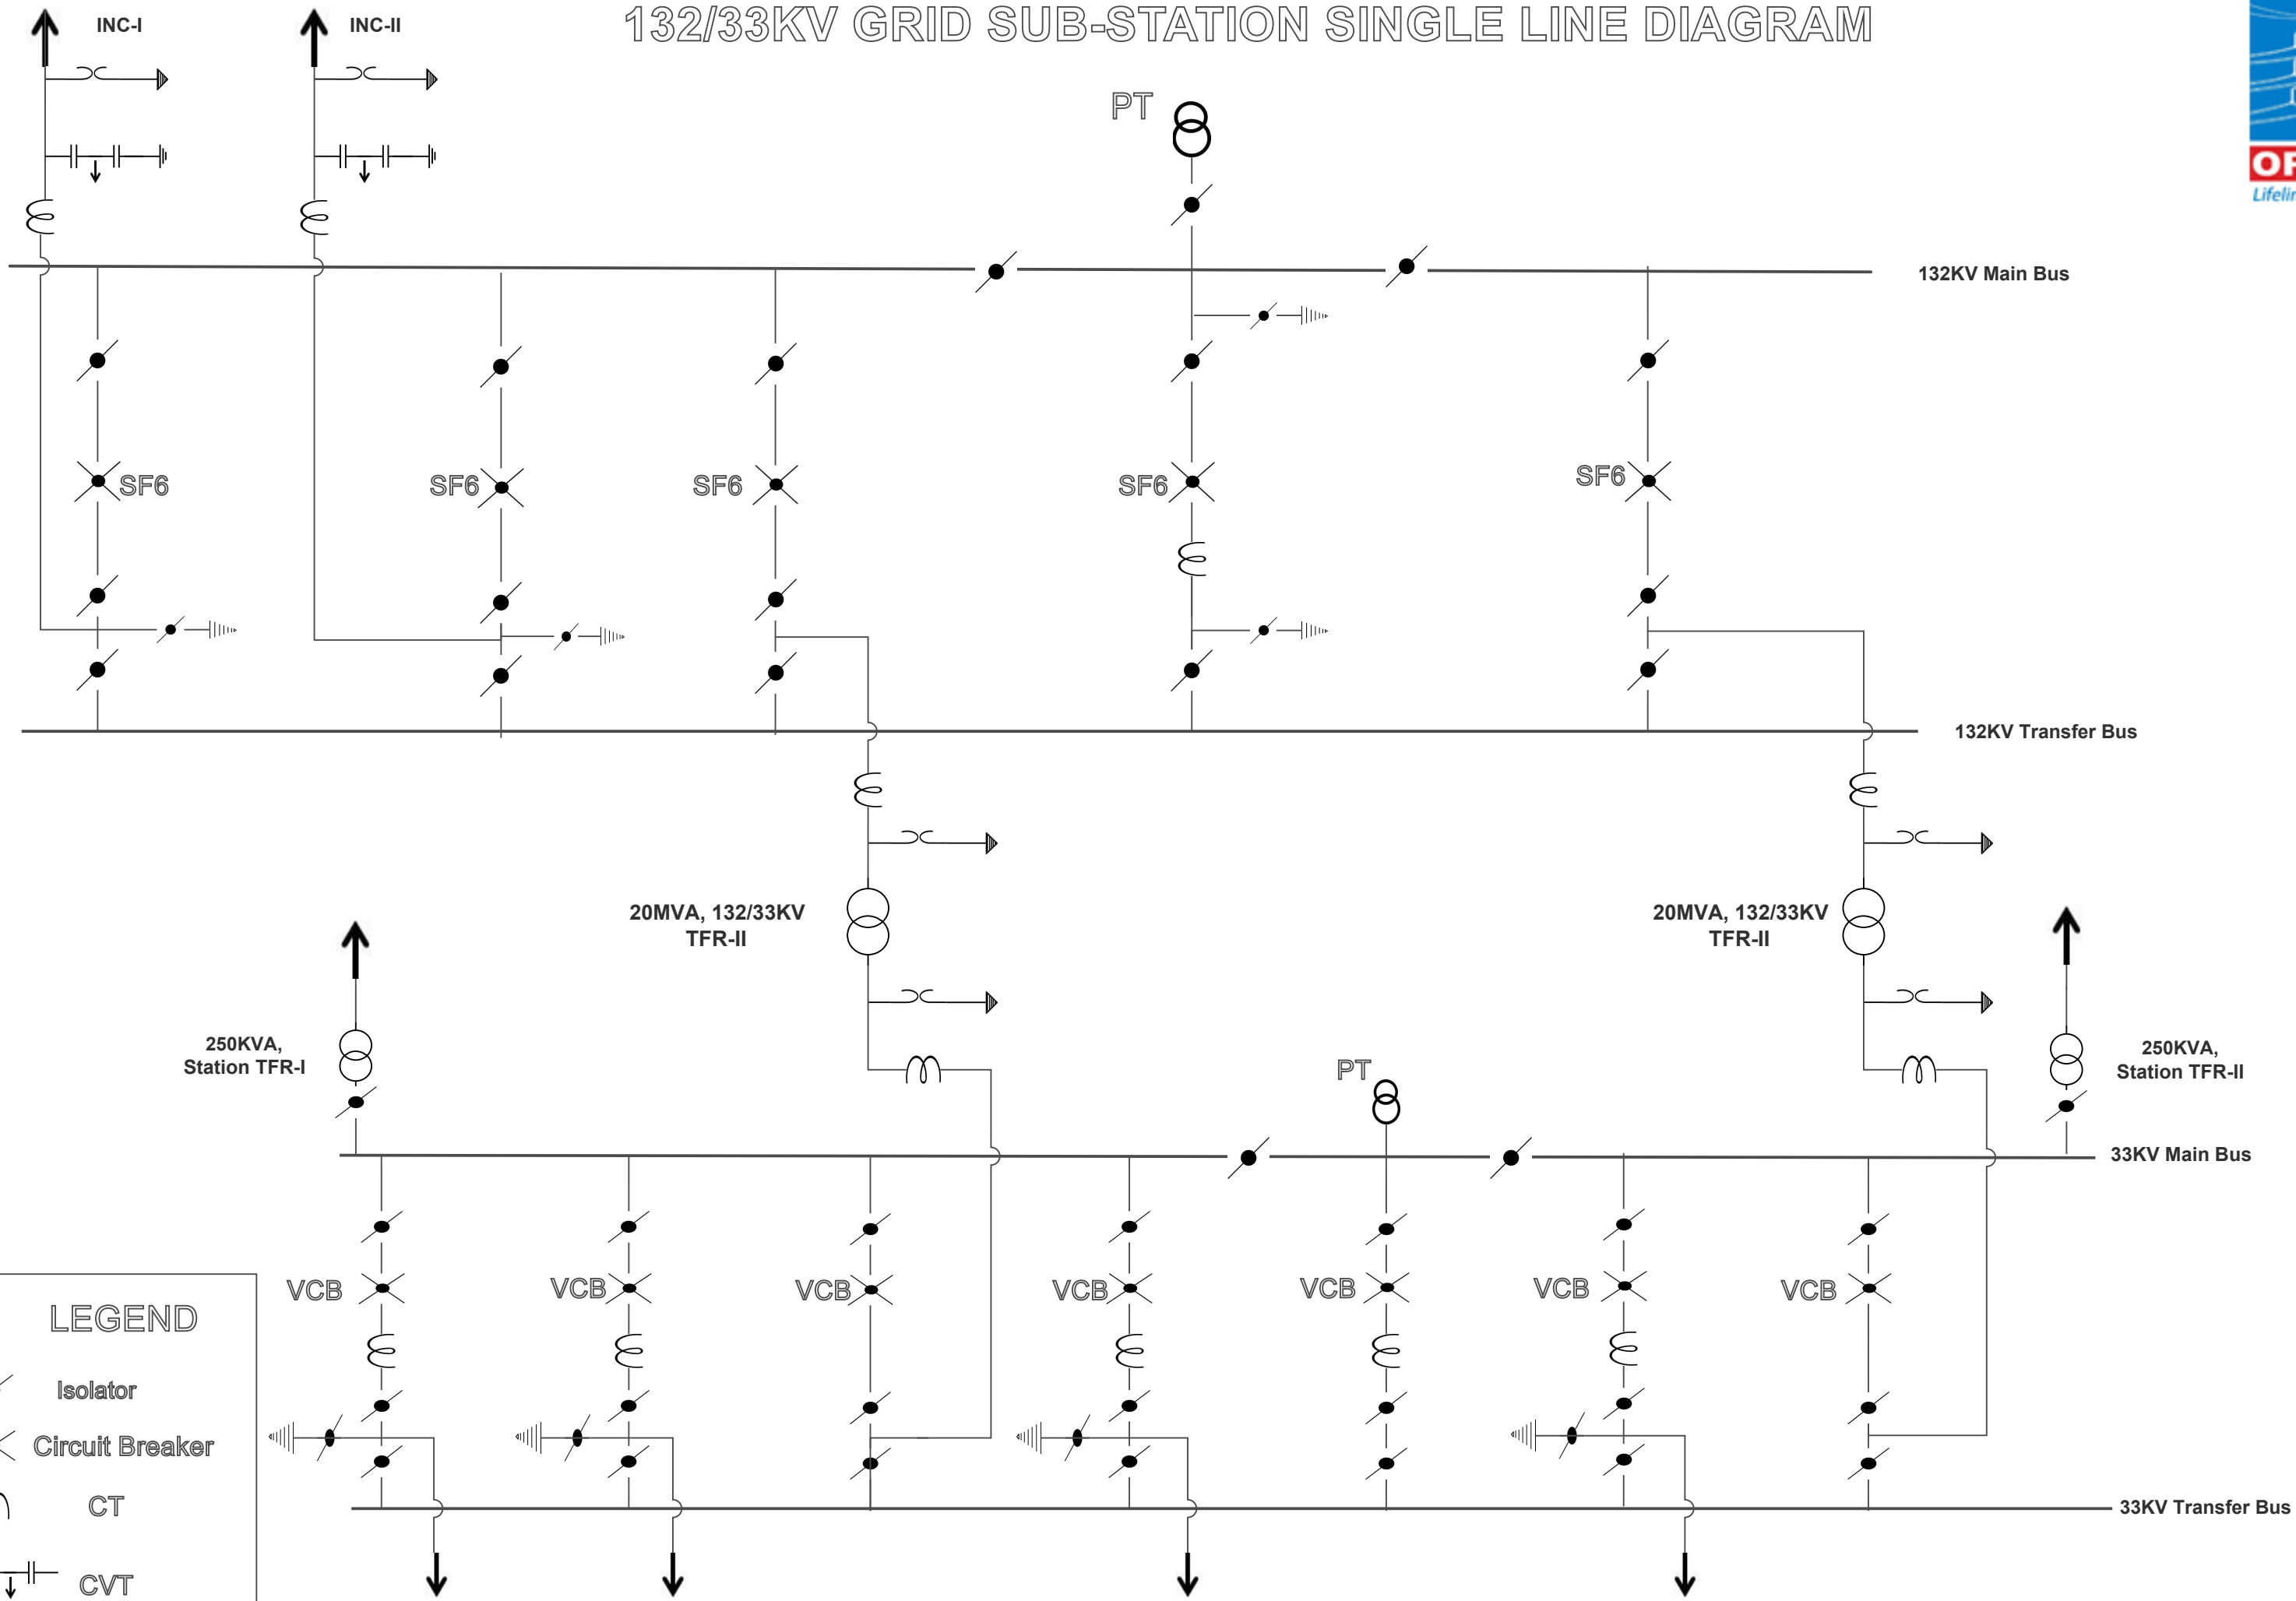 132/33KV GRID SUB-STATION SINGLE LINE DIAGRAM
INC-I
INC-II
PT
132KV Main Bus
SF6
SF6
SF6
SF6
SF6
132KV Transfer Bus
20MVA, 132/33KV
TFR-II
20MVA, 132/33KV
TFR-II
250KVA,
Station TFR-I
PT
250KVA,
Station TFR-II
33KV Main Bus
VCB
VCB
VCB
VCB
VCB
VCB
VCB
LEGEND
Isolator
Circuit Breaker
CT
CVT
33KV Transfer Bus